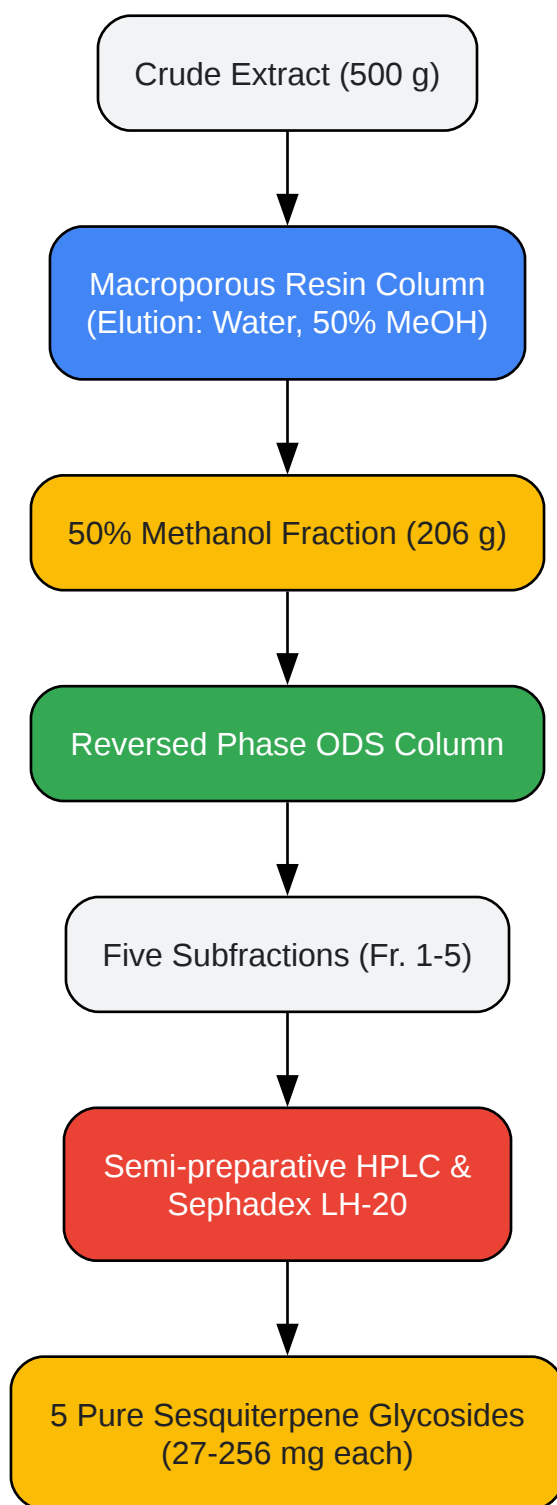 Crude Extract (500 g)
Macroporous Resin Column
(Elution: Water, 50% MeOH)
50% Methanol Fraction (206 g)
Reversed Phase ODS Column
Five Subfractions (Fr. 1-5)
Semi-preparative HPLC &
Sephadex LH-20
5 Pure Sesquiterpene Glycosides
(27-256 mg each)